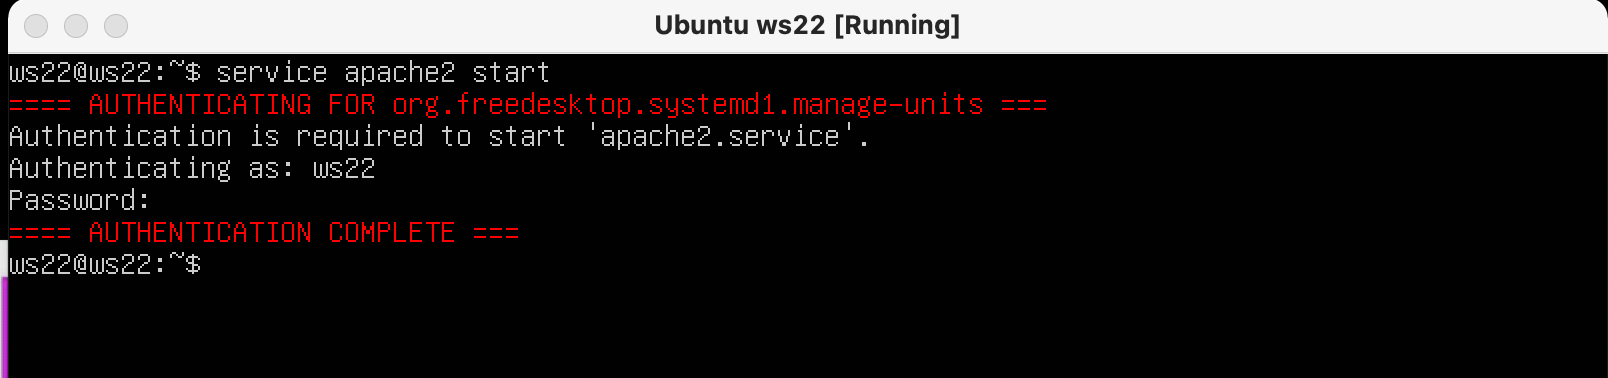 Ubuntu ws22 [Running]
ws22@ws22:~$ service apache2 start
==== AUTHENTICATING FOR org.freedesktop.systemd1.manage-units ===
Authentication is required to start 'apache2.service'.
Authenticating as: ws22
Password:
==== AUTHENTICATION COMPLETE ===
ws22@ws22:~$